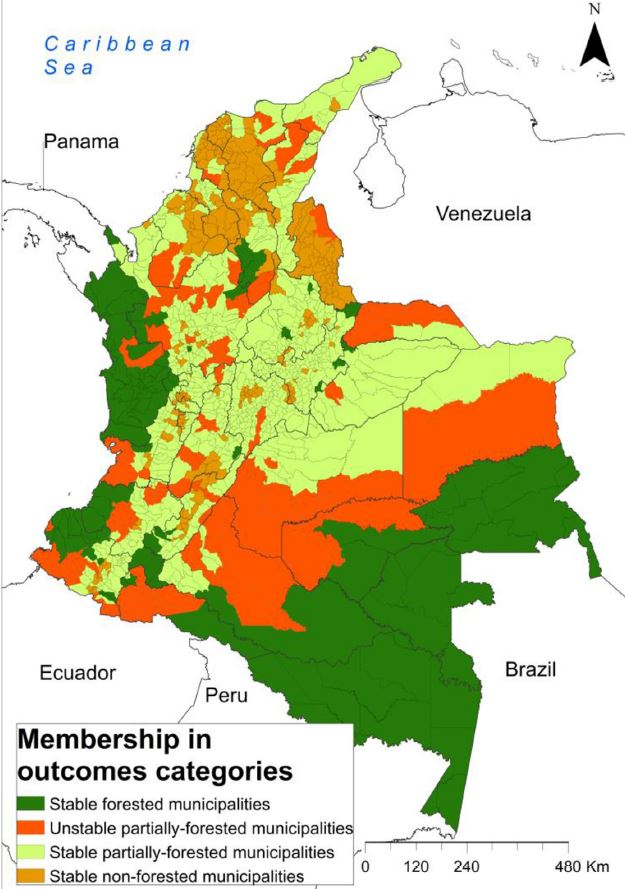 N
Caribbean
Sea
Panama
Venezuela
Ecuador
Peru
Brazil
Membership in
outcomes categories
Stable forested municipalities
Unstable partially-forested municipalities
Stable partially-forested municipalities
Stable non-forested municipalities
0 120 240 480 Km